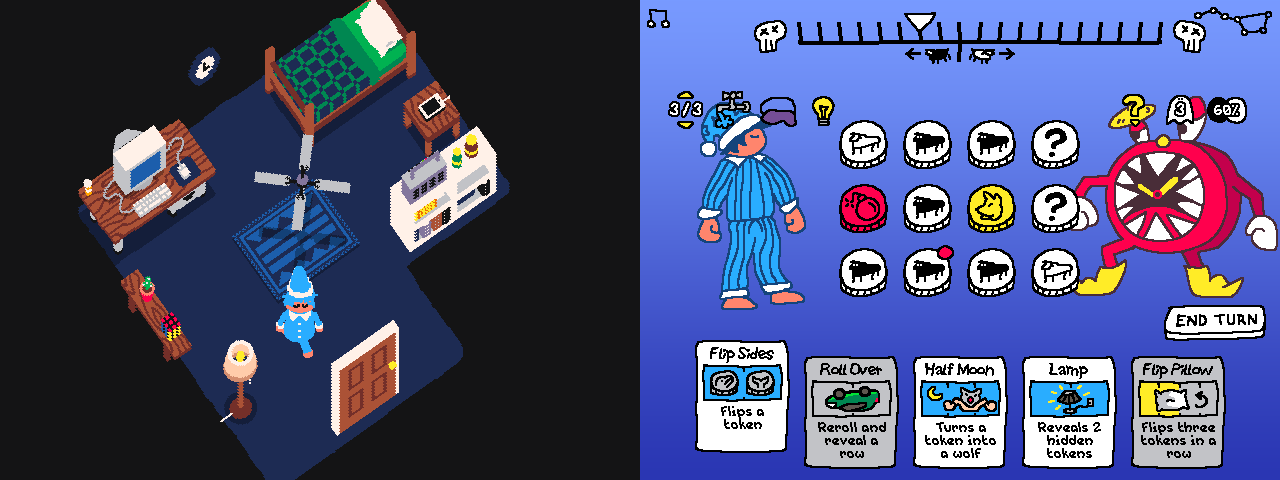 3/3
?
3
60%
?
?
END TURN
Flip Sides
Flips a
token
Roll Over
Reroll and
reveal a
row
Half Moon
Turns a
token into
a wolf
Lamp
Reveals 2
hidden
tokens
Flip Pillow
Flips three
tokens in a
row